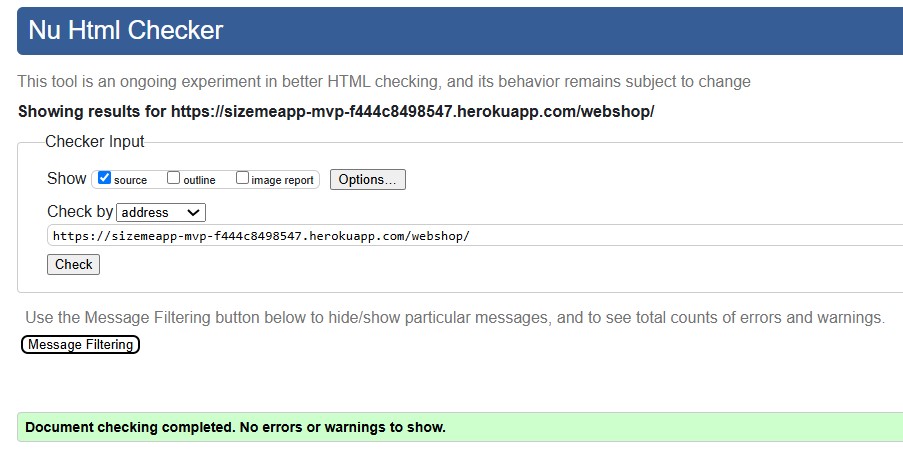 Nu Html Checker
This tool is an ongoing experiment in better HTML checking, and its behavior remains subject to change
Showing results for https://sizemeapp-mvp-f444c8498547.herokuapp.com/webshop/
Checker Input
Show source outline image report Options...
Check by address
https://sizemeapp-mvp-f444c8498547.herokuapp.com/webshop/
Check
Use the Message Filtering button below to hide/show particular messages, and to see total counts of errors and warnings.
Message Filtering
Document checking completed. No errors or warnings to show.